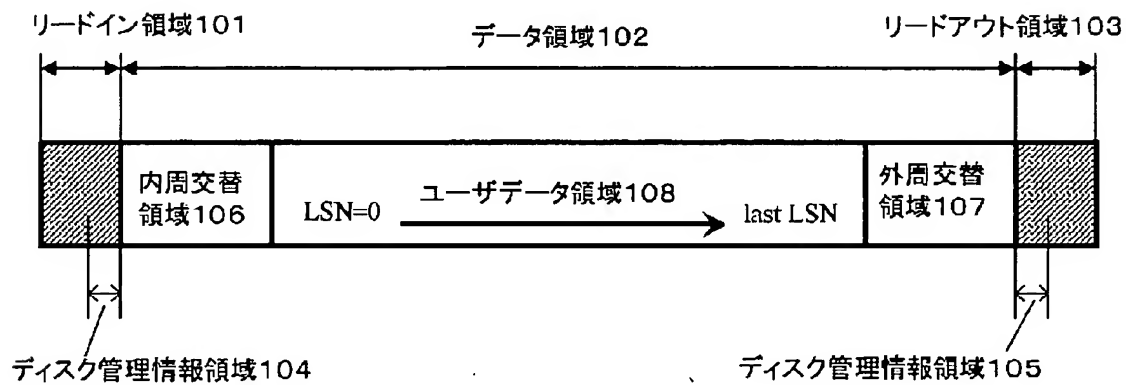 リードイン領域101
データ領域102
リードアウト領域103
内周交替
領域106
LSN=0
ユーザデータ領域108
last LSN
外周交替
領域107
ディスク管理情報領域104
ディスク管理情報領域105